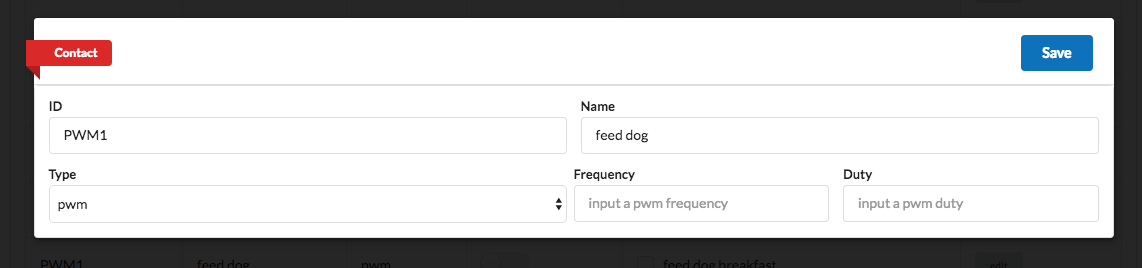 Contact
Save
ID
Name
PWM1
feed dog
Type
Frequency
Duty
pwm
input a pwm frequency
input a pwm duty
PWM1
feed dog
pwm
feed dog breakfast
edit